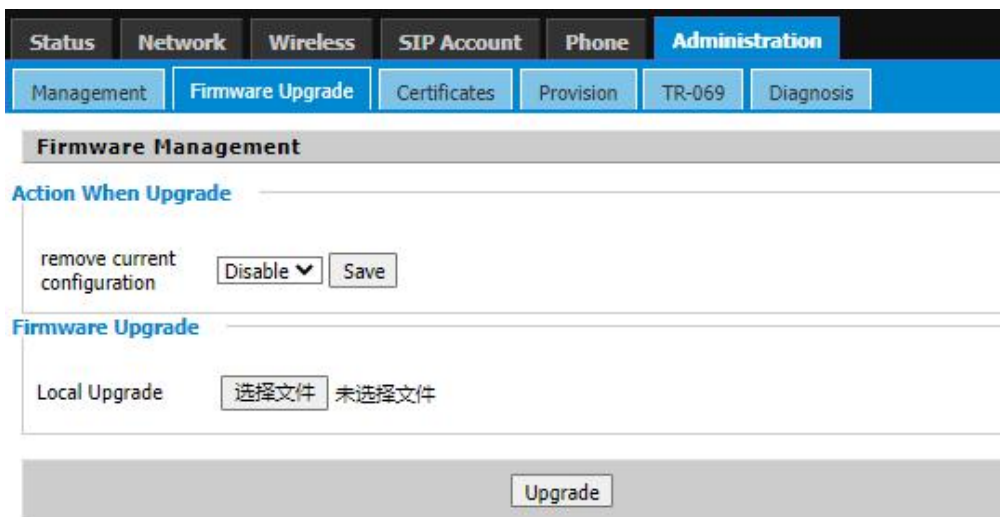 Status Network Wireless SIP Account Phone Administration
Management Firmware Upgrade Certificates Provision TR-069 Diagnosis
Firmware Management
Action When Upgrade
remove current
configuration
Disable Save
Firmware Upgrade
Local Upgrade 选择文件 未选择文件
Upgrade